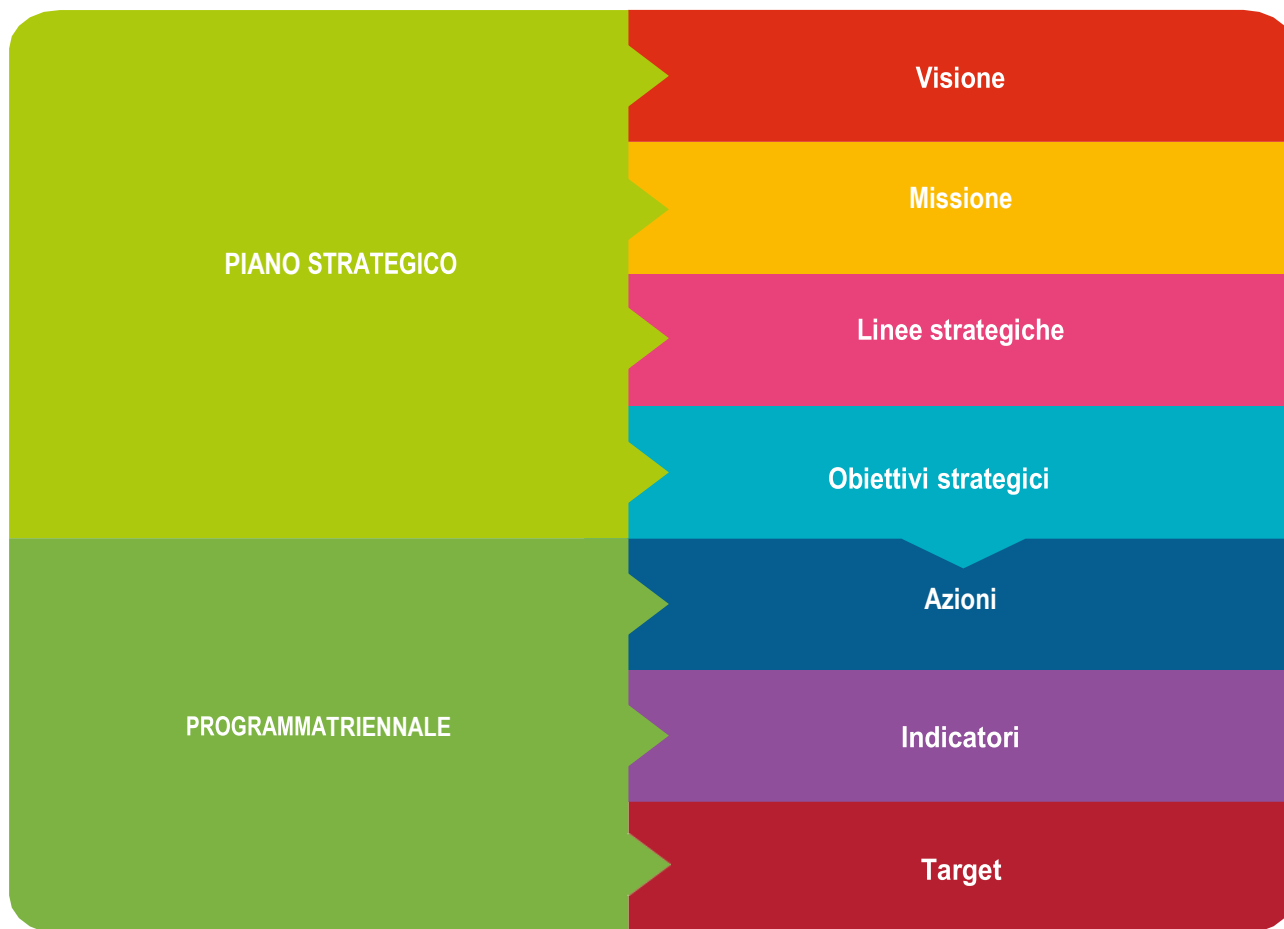 PIANO STRATEGICO
Visione
Missione
Linee strategiche
Obiettivi strategici
PROGRAMMATRIENNALE
Azioni
Indicatori
Target